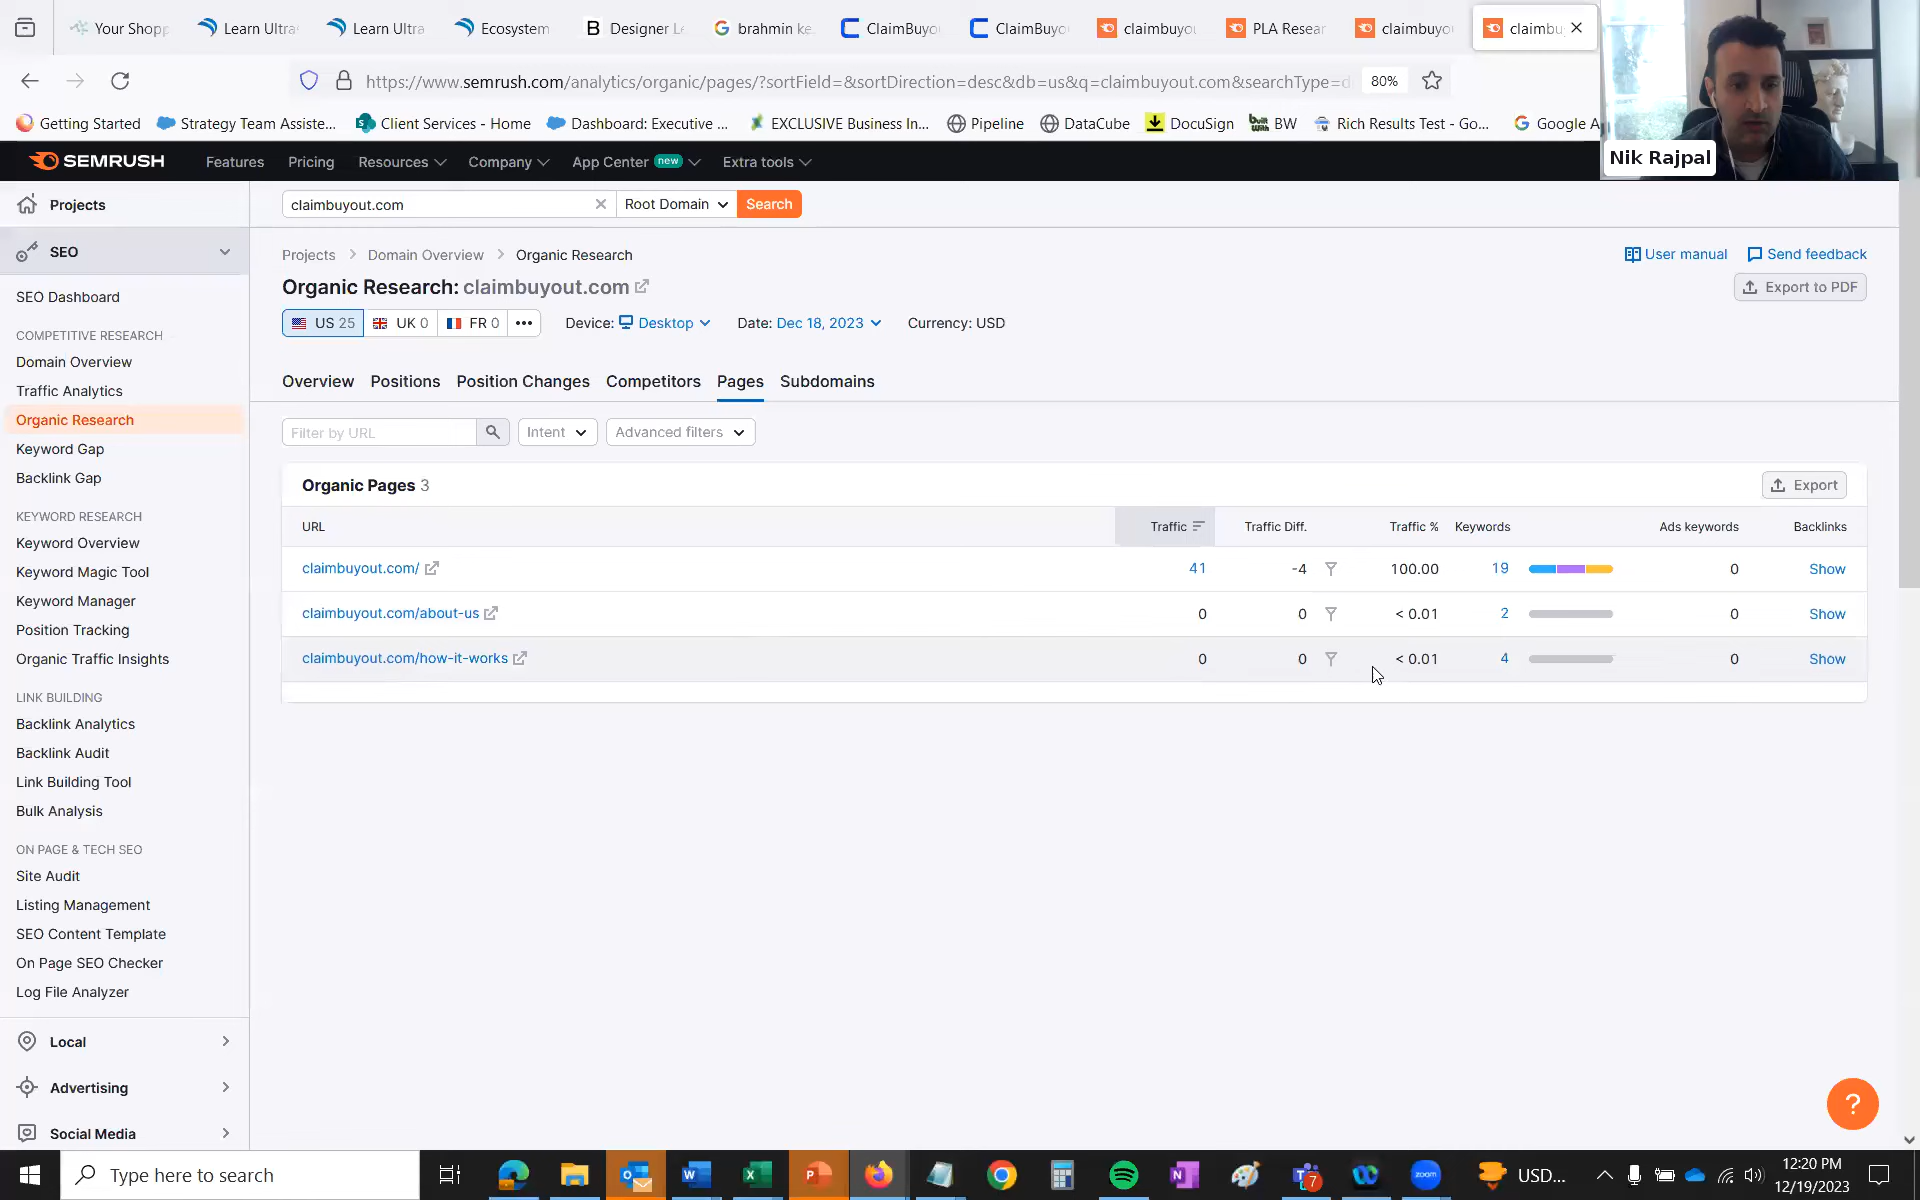 Your Shopp
Learn Ultra
Learn Ultra
Ecosystem
Designer Le
brahmin ke
ClaimBuyo
ClaimBuyo
claimbuyou
PLA Resear
claimbuyo
claimbu
https://www.semrush.com/analytics/organic/pages/?sortField=&sortDirection=desc&db=us&q=claimbuyout.com&searchType=d
80%
Getting Started
Strategy Team Assiste...
Client Services - Home
Dashboard: Executive ...
EXCLUSIVE Business In...
Pipeline
DataCube
DocuSign
BW
Rich Results Test - Go...
Google A
Nik Rajpal
SEMRUSH
Features
Pricing
Resources
Company
App Center new
Extra tools
Projects
SEO
SEO Dashboard
COMPETITIVE RESEARCH
Domain Overview
Traffic Analytics
Organic Research
Keyword Gap
Backlink Gap
KEYWORD RESEARCH
Keyword Overview
Keyword Magic Tool
Keyword Manager
Position Tracking
Organic Traffic Insights
LINK BUILDING
Backlink Analytics
Backlink Audit
Link Building Tool
Bulk Analysis
ON PAGE & TECH SEO
Site Audit
Listing Management
SEO Content Template
On Page SEO Checker
Log File Analyzer
Local
Advertising
Social Media
claimbuyout.com
Root Domain
Search
Projects > Domain Overview > Organic Research
User manual
Send feedback
Organic Research: claimbuyout.com
Export to PDF
US 25
UK 0
FR 0
•••
Device: Desktop
Date: Dec 18, 2023
Currency: USD
Overview
Positions
Position Changes
Competitors
Pages
Subdomains
Filter by URL
Intent
Advanced filters
Organic Pages 3
Export
URL Traffic Traffic Diff. Traffic % Keywords Ads keywords Backlinks
claimbuyout.com/ 41 -4 100.00 19 0 Show
claimbuyout.com/about-us 0 0 < 0.01 2 0 Show
claimbuyout.com/how-it-works 0 0 < 0.01 4 0 Show
?
Type here to search
7
zoom
USD...
12:20 PM
12/19/2023